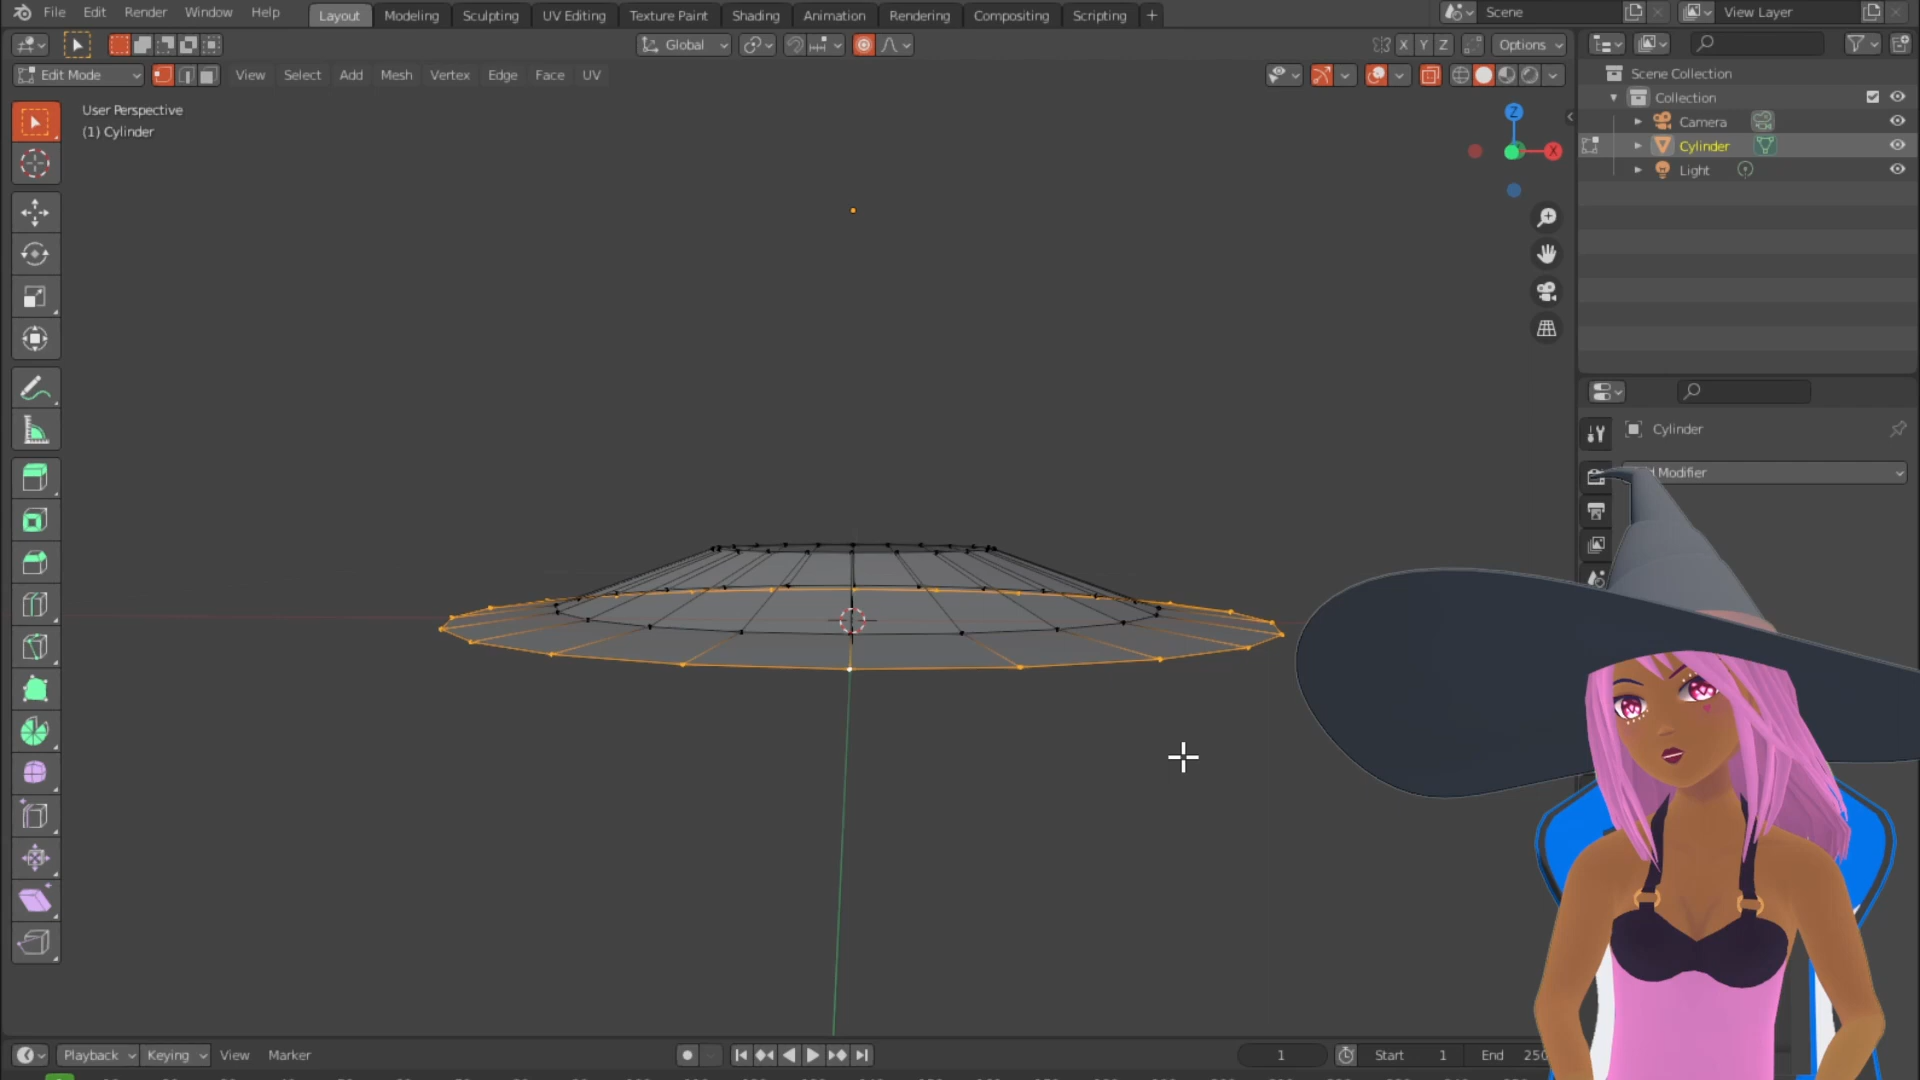 File Edit Render Window Help Layout Modeling Sculpting UV Editing Texture Paint Shading Animation Rendering Compositing Scripting + Scene View Layer
Global X Y Z Options
Edit Mode View Select Add Mesh Vertex Edge Face UV
User Perspective
(1) Cylinder
Z
X
Scene Collection
Collection
Camera
Cylinder
Light
Cylinder
Modifier
Playback Keying View Marker 1 Start 1 End 250